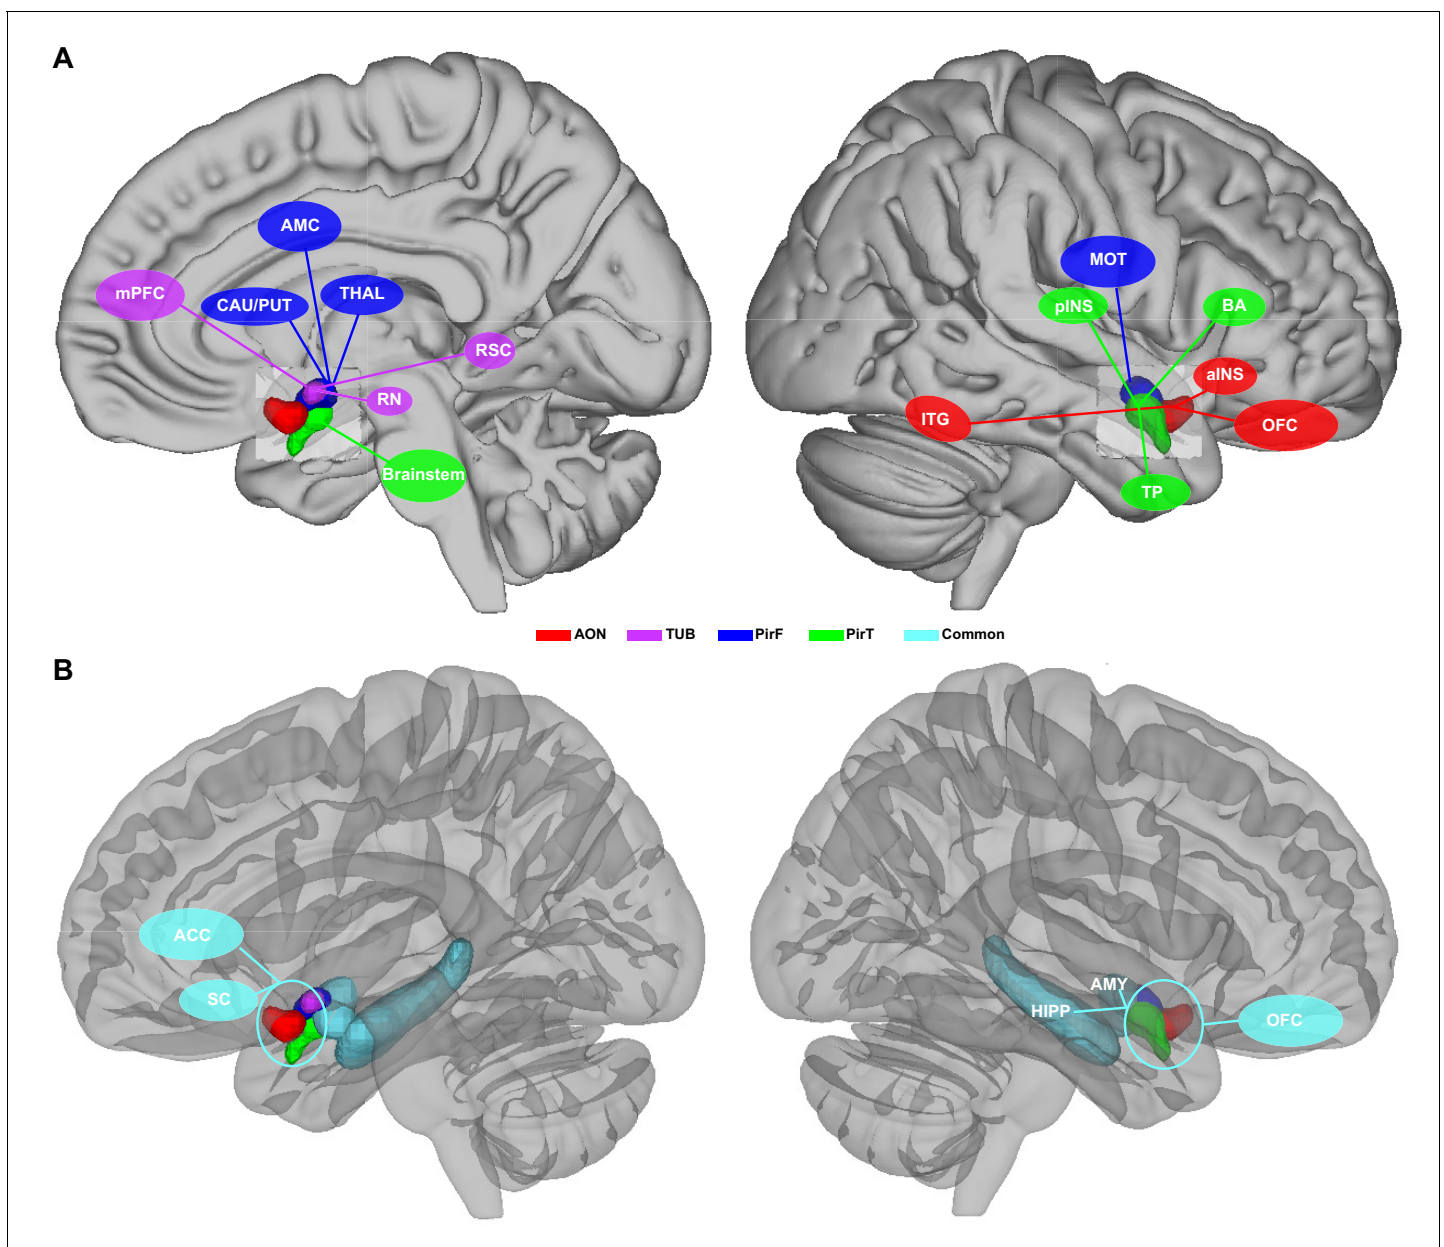 A
AMC
mPFC
CAU/PUT
THAL
RSC
RN
Brainstem
MOT
pINS
BA
aINS
ITG
OFC
TP
AON TUB PirF PirT Common
B
ACC
SC
AMY
HIPP
OFC